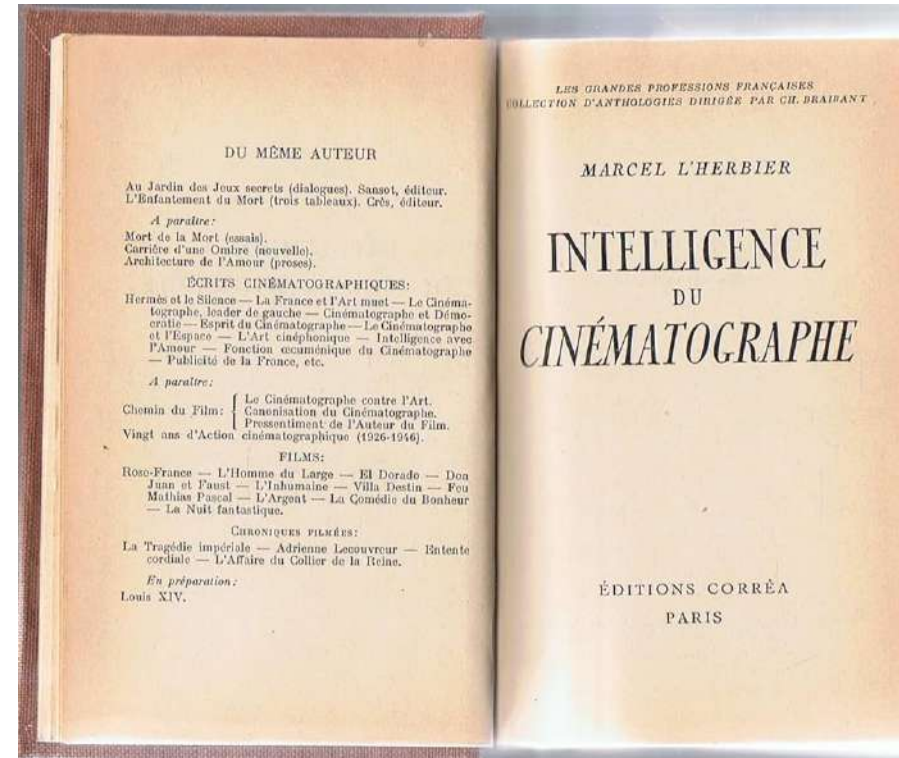 DU MÊME AUTEUR
Au Jardin des Jeux secrets (dialogues). Sansot, éditeur.
L'Enfantement du Mort (trois tableaux). Crès, éditeur.
A paraître:
Mort de la Mort (essais).
Carrière d'une Ombre (nouvelle).
Architecture de l'Amour (proses).
ÉCRITS CINÉMATOGRAPHIQUES:
Hermès et le Silence — La France et l'Art muet — Le Cinéma-
tographe, leader de gauche — Cinématographe et Démo-
cratie — Esprit du Cinématographe — Le Cinématographe
et l'Espace — L'Art cinéphonique — Intelligence avec
l'Amour — Fonction œcuménique du Cinématographe
— Publicité de la France, etc.
A paraître:
Le Cinématographe contre l'Art.
Chemin du Film: { Canonisation du Cinématographe.
Pressentiment de l'Auteur du Film.
Vingt ans d'Action cinématographique (1926-1946).
FILMS:
Rose-France — L'Homme du Large — El Dorado — Don
Juan et Faust — L'Inhumaine — Villa Destin — Feu
Mathias Pascal — L'Argent — La Comédie du Bonheur
— La Nuit fantastique.
CHRONIQUES FILMÉES:
La Tragédie impériale — Adrienne Lecouvreur — Entente
cordiale — L'Affaire du Collier de la Reine.
En préparation:
Louis XIV.
LES GRANDES PROFESSIONS FRANÇAISES
COLLECTION D'ANTHOLOGIES DIRIGÉE PAR CH. BRAIBANT
MARCEL L'HERBIER
INTELLIGENCE
DU
CINÉMATOGRAPHE
ÉDITIONS CORRÊA
PARIS